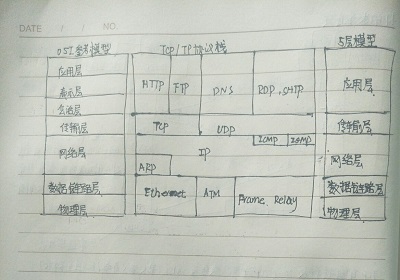 DATE / NO.
OSI参考模型 TCP/IP协议栈 5层模型
应用层
表示层 HTTP FTP DNS RDP,SMTP 应用层
会话层
传输层 TCP UDP 传输层
ICMP IGMP
网络层 IP 网络层
ARP
数据链路层 Ethernet ATM Frame Relay 数据链路层
物理层 物理层